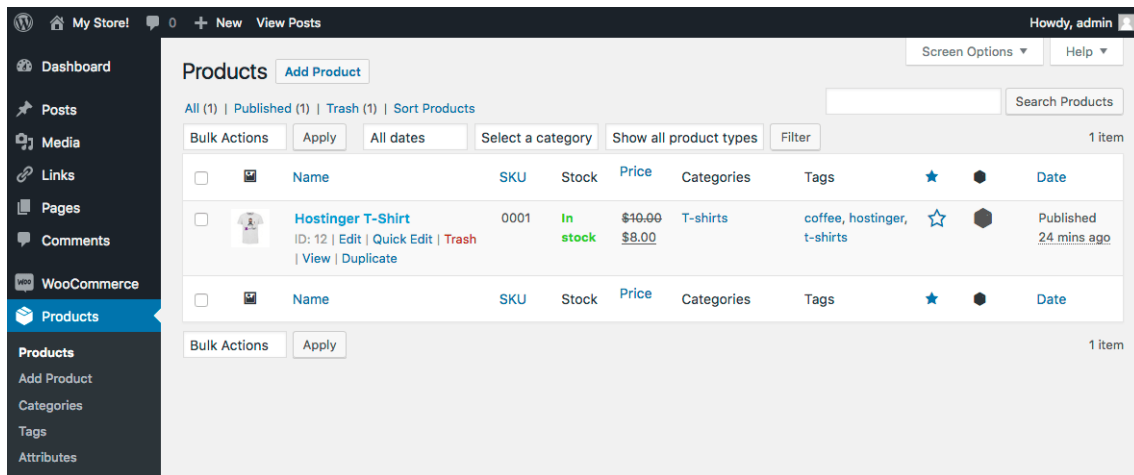 My Store! 0 + New View Posts Howdy, admin
Dashboard
Posts
Media
Links
Pages
Comments
Woo WooCommerce
Products
Products
Add Product
Categories
Tags
Attributes
Screen Options ▼ Help ▼
Products Add Product
All (1) | Published (1) | Trash (1) | Sort Products
Search Products
Bulk Actions Apply All dates Select a category Show all product types Filter 1 item
Name SKU Stock Price Categories Tags Date
Hostinger T-Shirt 0001 In $10.00 T-shirts coffee, hostinger, Published
ID: 12 | Edit | Quick Edit | Trash stock $8.00 t-shirts 24 mins ago
| View | Duplicate
Name SKU Stock Price Categories Tags Date
Bulk Actions Apply 1 item